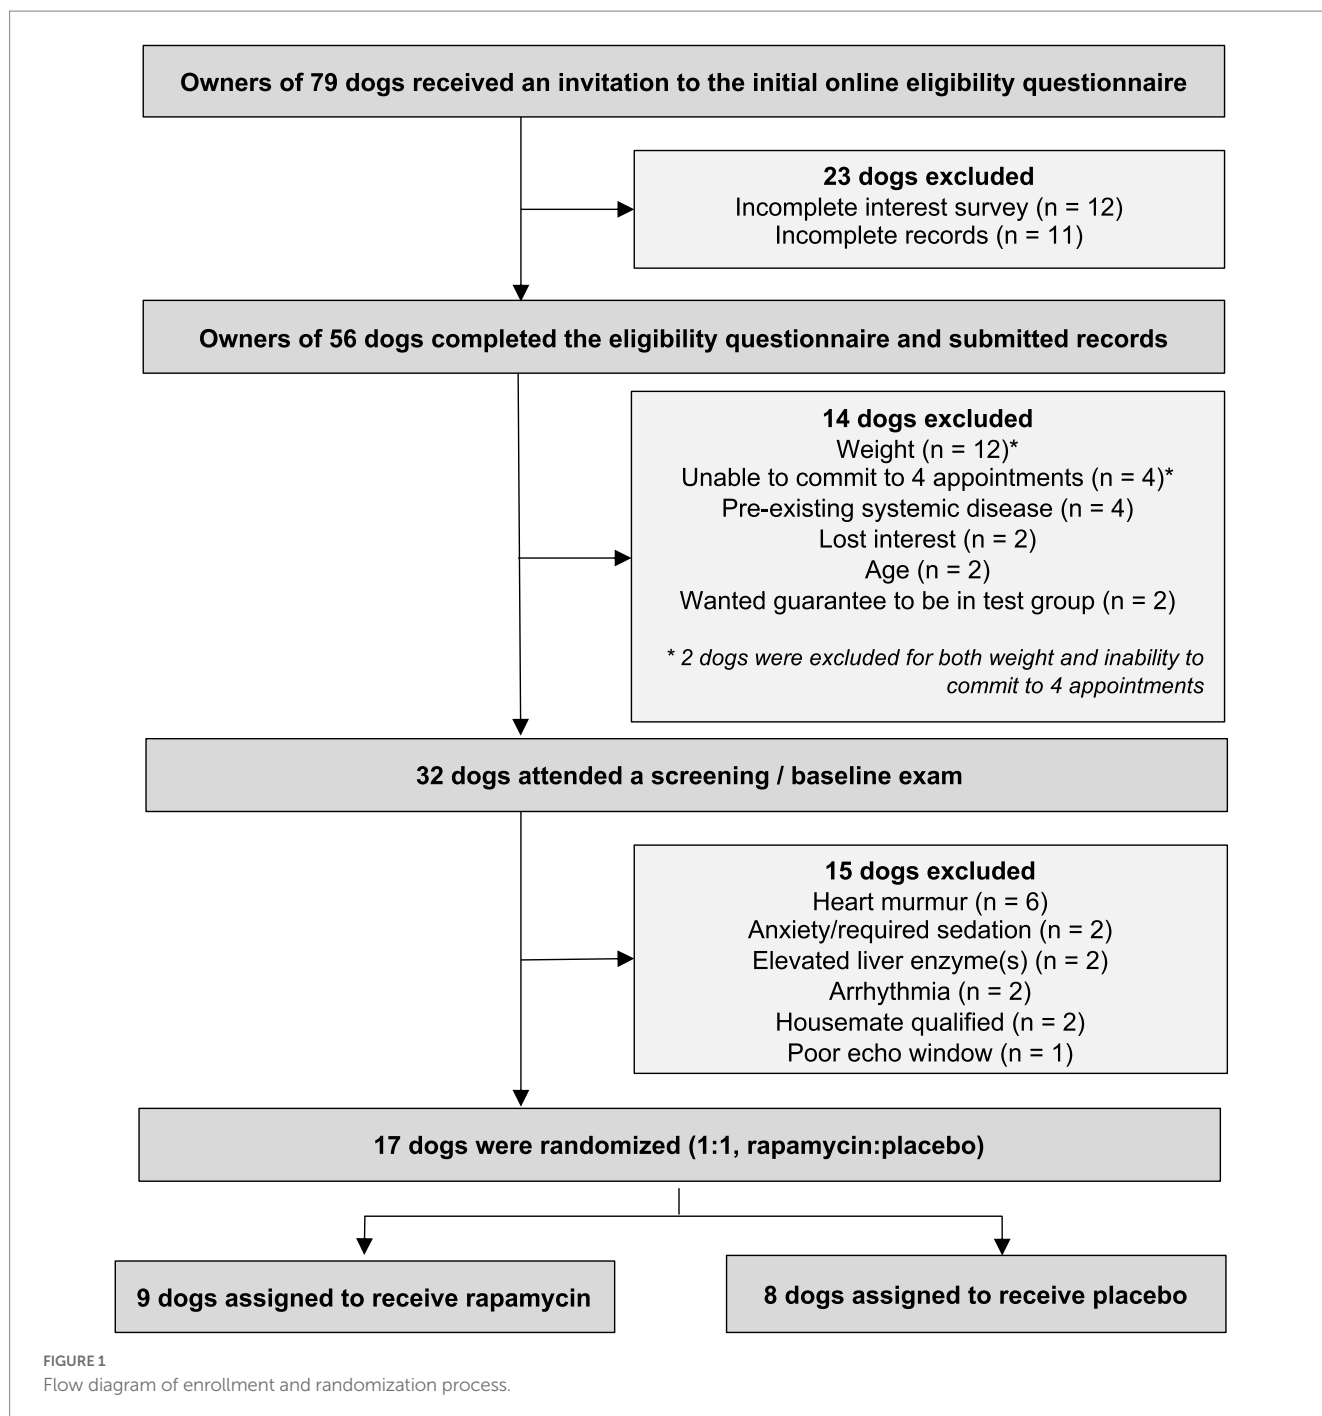 Owners of 79 dogs received an invitation to the initial online eligibility questionnaire
23 dogs excluded
Incomplete interest survey (n = 12)
Incomplete records (n = 11)
Owners of 56 dogs completed the eligibility questionnaire and submitted records
14 dogs excluded
Weight (n = 12)*
Unable to commit to 4 appointments (n = 4)*
Pre-existing systemic disease (n = 4)
Lost interest (n = 2)
Age (n = 2)
Wanted guarantee to be in test group (n = 2)
* 2 dogs were excluded for both weight and inability to
commit to 4 appointments
32 dogs attended a screening / baseline exam
15 dogs excluded
Heart murmur (n = 6)
Anxiety/required sedation (n = 2)
Elevated liver enzyme(s) (n = 2)
Arrhythmia (n = 2)
Housemate qualified (n = 2)
Poor echo window (n = 1)
17 dogs were randomized (1:1, rapamycin:placebo)
9 dogs assigned to receive rapamycin
8 dogs assigned to receive placebo
FIGURE 1
Flow diagram of enrollment and randomization process.